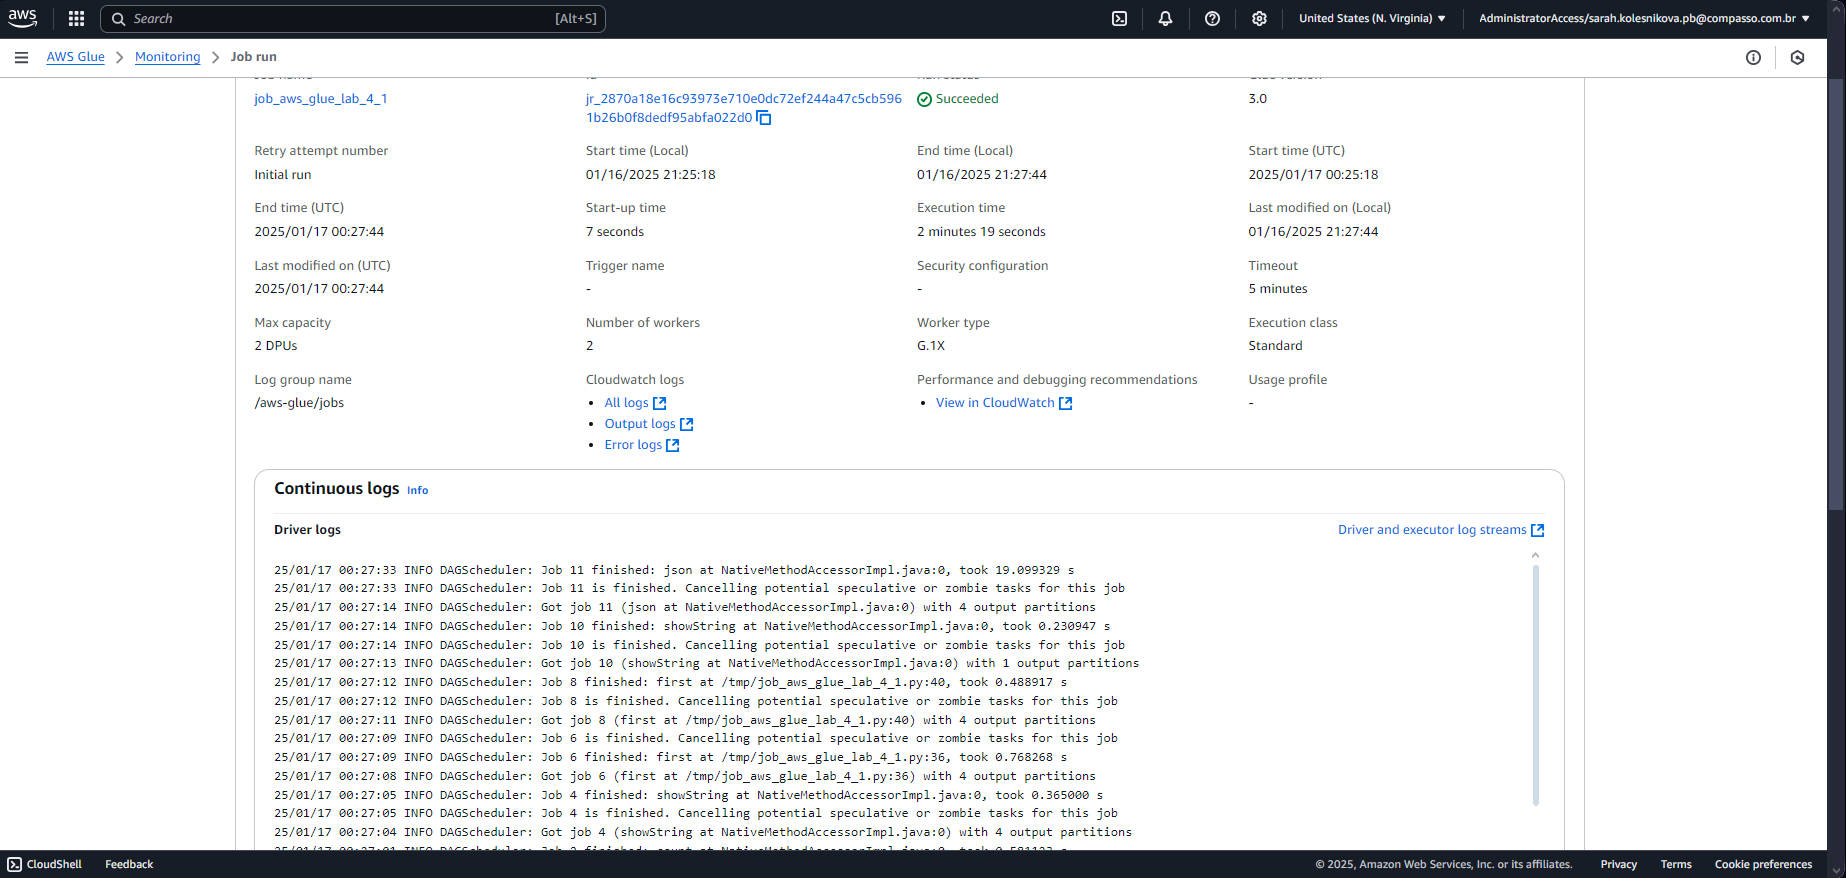 aws
Search [Alt+S]
United States (N. Virginia) ▼
AdministratorAccess/sarah.kolesnikova.pb@compasso.com.br ▼
AWS Glue > Monitoring > Job run
job_aws_glue_lab_4_1
jr_2870a18e16c93973e710e0dc72ef244a47c5cb596
1b26b0f8dedf95abfa022d0
Succeeded
3.0
Retry attempt number
Initial run
Start time (Local)
01/16/2025 21:25:18
End time (Local)
01/16/2025 21:27:44
Start time (UTC)
2025/01/17 00:25:18
End time (UTC)
2025/01/17 00:27:44
Start-up time
7 seconds
Execution time
2 minutes 19 seconds
Last modified on (Local)
01/16/2025 21:27:44
Last modified on (UTC)
2025/01/17 00:27:44
Trigger name
-
Security configuration
-
Timeout
5 minutes
Max capacity
2 DPUs
Number of workers
2
Worker type
G.1X
Execution class
Standard
Log group name
/aws-glue/jobs
Cloudwatch logs
• All logs
• Output logs
• Error logs
Performance and debugging recommendations
• View in CloudWatch
Usage profile
-
Continuous logs Info
Driver logs
Driver and executor log streams
25/01/17 00:27:33 INFO DAGScheduler: Job 11 finished: json at NativeMethodAccessorImpl.java:0, took 19.099329 s
25/01/17 00:27:33 INFO DAGScheduler: Job 11 is finished. Cancelling potential speculative or zombie tasks for this job
25/01/17 00:27:14 INFO DAGScheduler: Got job 11 (json at NativeMethodAccessorImpl.java:0) with 4 output partitions
25/01/17 00:27:14 INFO DAGScheduler: Job 10 finished: showString at NativeMethodAccessorImpl.java:0, took 0.230947 s
25/01/17 00:27:14 INFO DAGScheduler: Job 10 is finished. Cancelling potential speculative or zombie tasks for this job
25/01/17 00:27:13 INFO DAGScheduler: Got job 10 (showString at NativeMethodAccessorImpl.java:0) with 1 output partitions
25/01/17 00:27:12 INFO DAGScheduler: Job 8 finished: first at /tmp/job_aws_glue_lab_4_1.py:40, took 0.488917 s
25/01/17 00:27:12 INFO DAGScheduler: Job 8 is finished. Cancelling potential speculative or zombie tasks for this job
25/01/17 00:27:11 INFO DAGScheduler: Got job 8 (first at /tmp/job_aws_glue_lab_4_1.py:40) with 4 output partitions
25/01/17 00:27:09 INFO DAGScheduler: Job 6 is finished. Cancelling potential speculative or zombie tasks for this job
25/01/17 00:27:09 INFO DAGScheduler: Job 6 finished: first at /tmp/job_aws_glue_lab_4_1.py:36, took 0.768268 s
25/01/17 00:27:08 INFO DAGScheduler: Got job 6 (first at /tmp/job_aws_glue_lab_4_1.py:36) with 4 output partitions
25/01/17 00:27:05 INFO DAGScheduler: Job 4 finished: showString at NativeMethodAccessorImpl.java:0, took 0.365000 s
25/01/17 00:27:05 INFO DAGScheduler: Job 4 is finished. Cancelling potential speculative or zombie tasks for this job
25/01/17 00:27:04 INFO DAGScheduler: Got job 4 (showString at NativeMethodAccessorImpl.java:0) with 4 output partitions
CloudShell
Feedback
© 2025, Amazon Web Services, Inc. or its affiliates.
Privacy
Terms
Cookie preferences